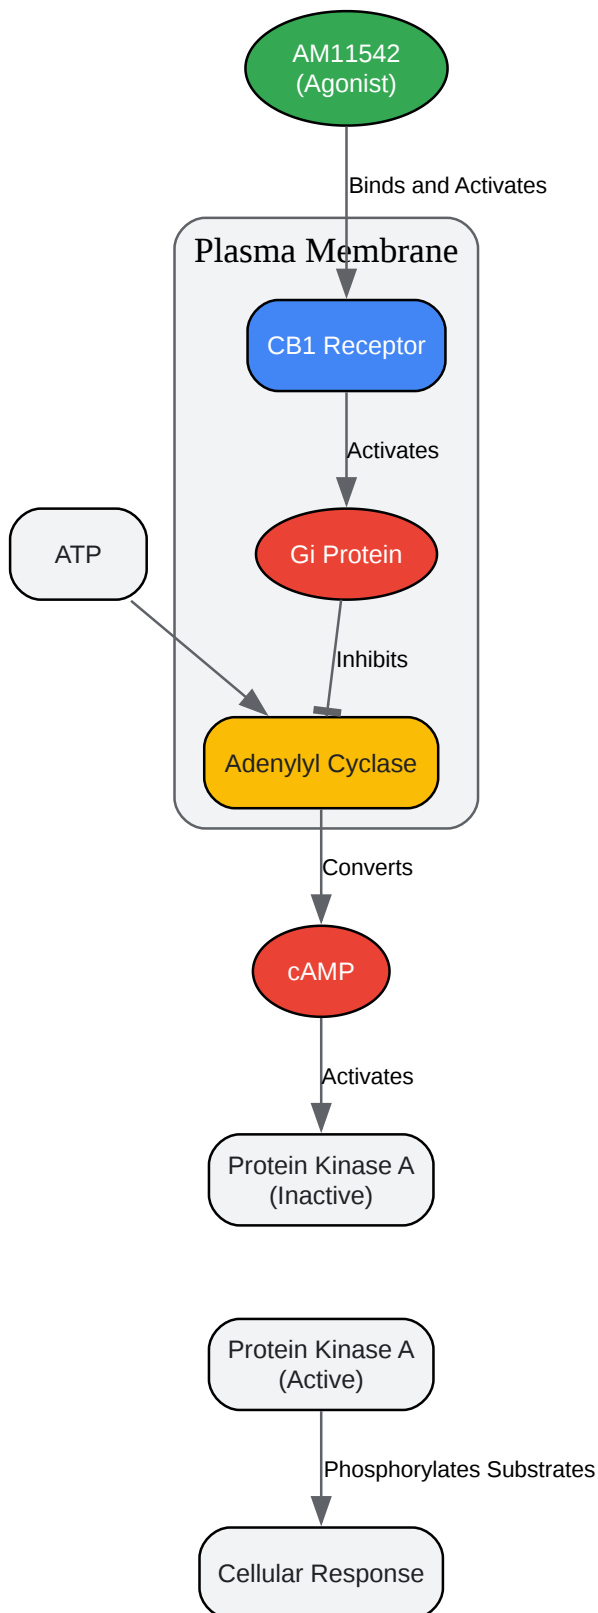 AM11542
(Agonist)
Binds and Activates
Plasma Membrane
CB1 Receptor
Activates
ATP
Gi Protein
Inhibits
Adenylyl Cyclase
Converts
cAMP
Activates
Protein Kinase A
(Inactive)
Protein Kinase A
(Active)
Phosphorylates Substrates
Cellular Response